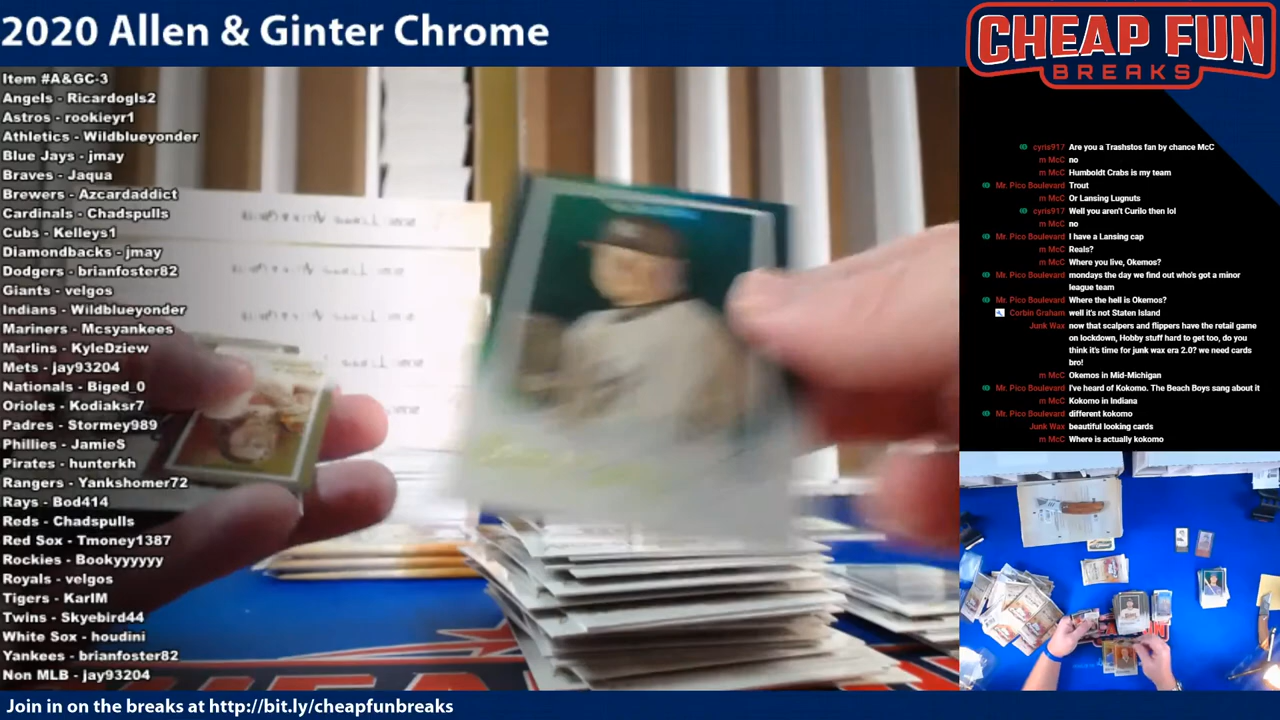 2020 Allen & Ginter Chrome
CHEAP FUN
BREAKS
Item #A&GC-3
Angels - Ricardogls2
Astros - rookieyr1
Athletics - Wildblueyonder
Blue Jays - jmay
Braves - Jaqua
Brewers - Azcardaddict
Cardinals - Chadspulls
Cubs - Kelleys1
Diamondbacks - jmay
Dodgers - brianfoster82
Giants - velgos
Indians - Wildblueyonder
Mariners - Mcsyankees
Marlins - KyleDziew
Mets - jay93204
Nationals - Biged_0
Orioles - Kodiaksr7
Padres - Stormey989
Phillies - JamieS
Pirates - hunterkh
Rangers - Yankshomer72
Rays - Bod414
Reds - Chadspulls
Red Sox - Tmoney1387
Rockies - Bookyyyyyy
Royals - velgos
Tigers - KarlM
Twins - Skyebird44
White Sox - houdini
Yankees - brianfoster82
Non MLB - jay93204
cyris917 Are you a Trashstos fan by chance McC
m McC no
m McC Humboldt Crabs is my team
Mr. Pico Boulevard Trout
m McC Or Lansing Lugnuts
cyris917 Well you aren't Curilo then lol
m McC no
Mr. Pico Boulevard I have a Lansing cap
m McC Reals?
m McC Where you live, Okemos?
Mr. Pico Boulevard mondays the day we find out who's got a minor
league team
Mr. Pico Boulevard Where the hell is Okemos?
Corbin Graham well it's not Staten Island
Junk Wax now that scalpers and flippers have the retail game
on lockdown, Hobby stuff hard to get too, do you
think it's time for junk wax era 2.0? we need cards
bro!
m McC Okemos in Mid-Michigan
Mr. Pico Boulevard I've heard of Kokomo. The Beach Boys sang about it
m McC Kokomo in Indiana
Mr. Pico Boulevard different kokomo
Junk Wax beautiful looking cards
m McC Where is actually kokomo
Join in on the breaks at http://bit.ly/cheapfunbreaks